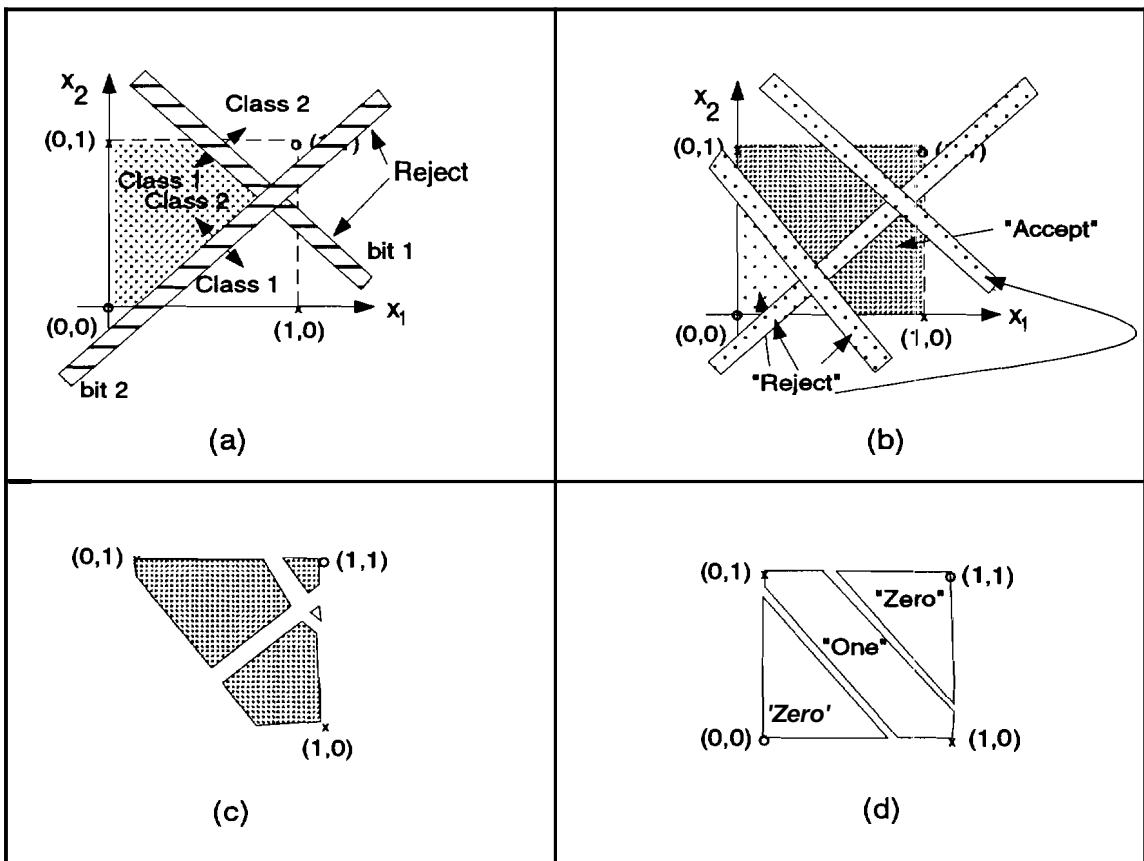 x2
Class 2
(0,1)
Class 1
Class 2
Reject
bit 1
Class 1
(0,0)
(1,0)
x1
bit 2
(a)
x2
(0,1)
"Accept"
(0,0)
(1,0)
x1
"Reject"
(b)
(0,1)
(1,1)
(1,0)
(c)
(0,1)
(1,1)
"Zero"
"One"
'Zero'
(0,0)
(1,0)
(d)